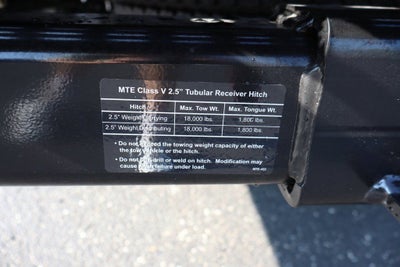 MTE Class V 2.5" Tubular Receiver Hitch
Hitch Max. Tow Wt. Max. Tongue Wt.
2.5" Weight Carrying 18,000 lbs. 1,800 lbs.
2.5" Weight Distributing 18,000 lbs. 1,800 lbs.
• Do not exceed the towing weight capacity of either
the tow vehicle or the hitch.
• Do not drill or weld on hitch. Modification may
cause failure under load.